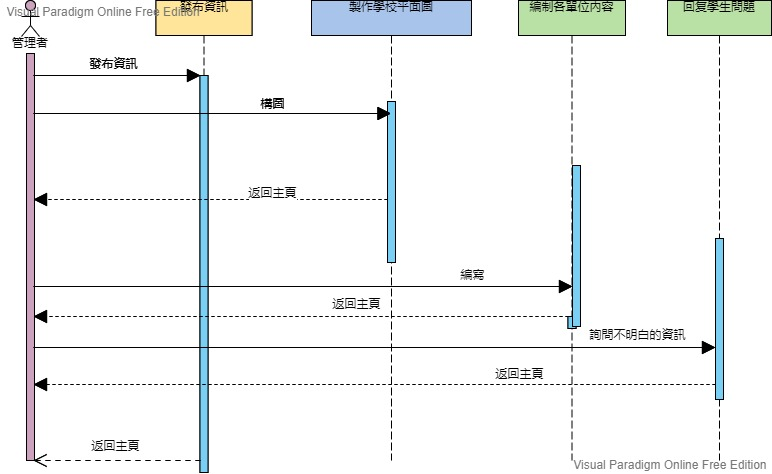 Visual Paradigm Online Free Edition
發布資訊
製作學校平面圖
編制各單位內容
回复學生問題
管理者
發布資訊
構圖
返回主頁
編寫
返回主頁
詢問不明白的資訊
返回主頁
返回主頁
Visual Paradigm Online Free Edition